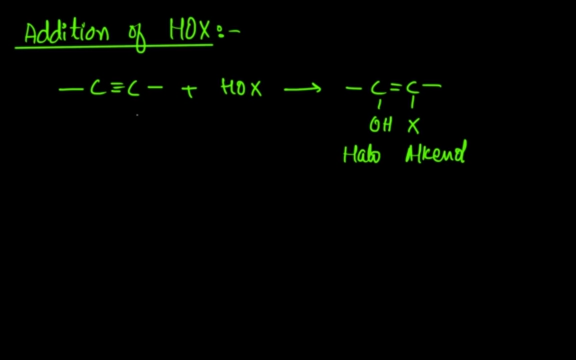 Addition of HOX:-
— C ≡ C — + HOX ⟶ — C = C —
OH X
Halo Alkenol